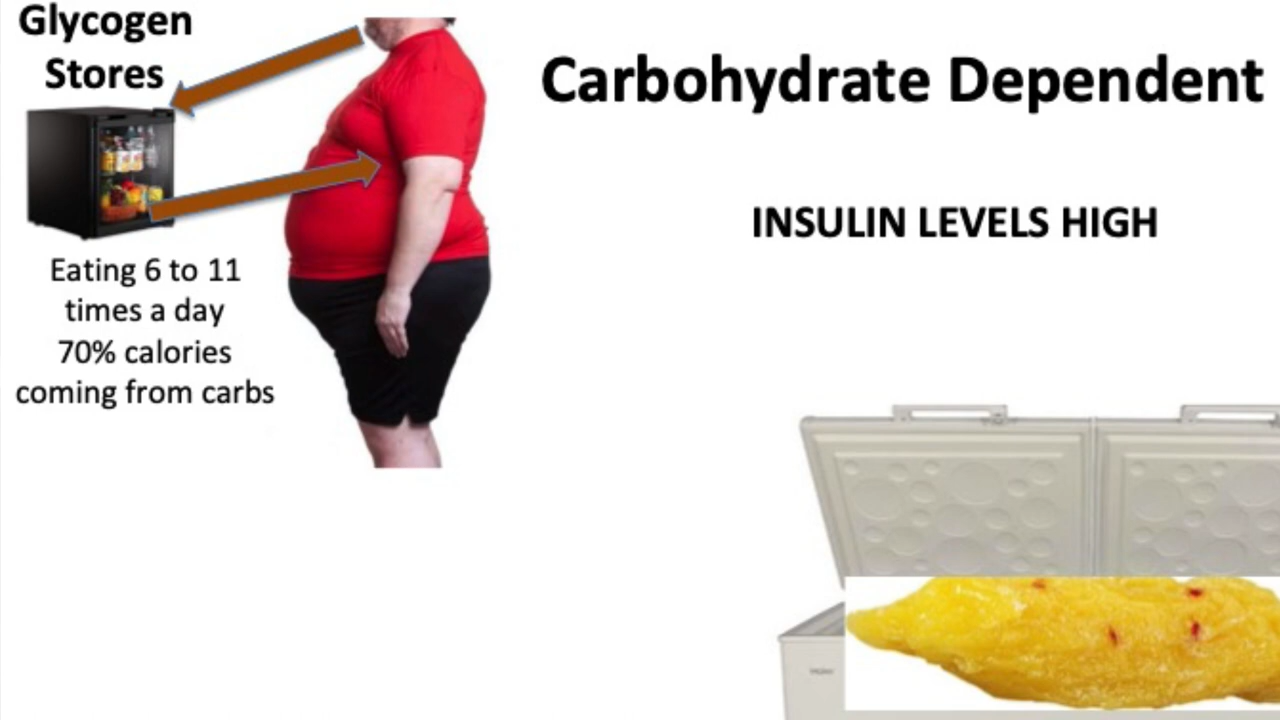 Glycogen
Stores
Carbohydrate Dependent
INSULIN LEVELS HIGH
Eating 6 to 11
times a day
70% calories
coming from carbs